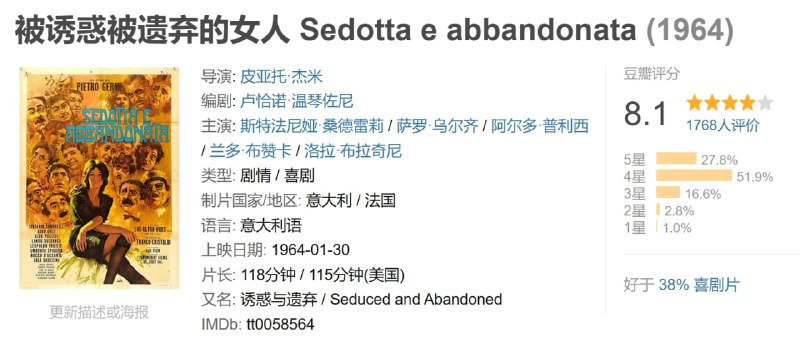 被诱惑被遗弃的女人 Sedotta e abbandonata (1964)
PIETRO GERMI
SEDOTTA E
ABBANDONATA
更新描述或海报
导演: 皮亚托·杰米
编剧: 卢恰诺·温琴佐尼
主演: 斯特法尼娅·桑德雷莉 / 萨罗·乌尔齐 / 阿尔多·普利西
/ 兰多·布赞卡 / 洛拉·布拉奇尼
类型: 剧情 / 喜剧
制片国家/地区: 意大利 / 法国
语言: 意大利语
上映日期: 1964-01-30
片长: 118分钟 / 115分钟(美国)
又名: 诱惑与遗弃 / Seduced and Abandoned
IMDb: tt0058564
豆瓣评分
8.1
1768人评价
5星 27.8%
4星 51.9%
3星 16.6%
2星 2.8%
1星 1.0%
好于 38% 喜剧片